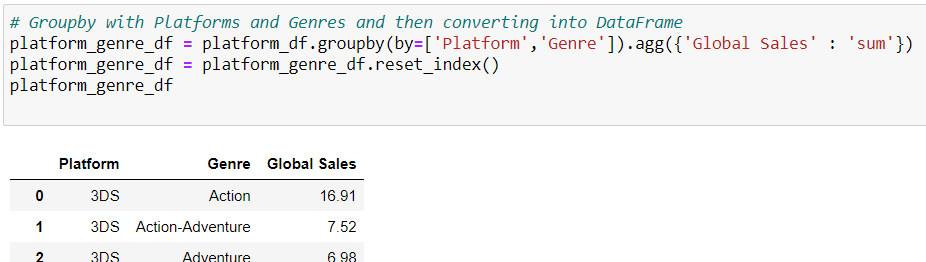 # Groupby with Platforms and Genres and then converting into DataFrame
platform_genre_df = platform_df.groupby(by=['Platform','Genre']).agg({'Global Sales' : 'sum'})
platform_genre_df = platform_genre_df.reset_index()
platform_genre_df
Platform Genre Global Sales
0 3DS Action 16.91
1 3DS Action-Adventure 7.52
2 3DS Adventure 6.98